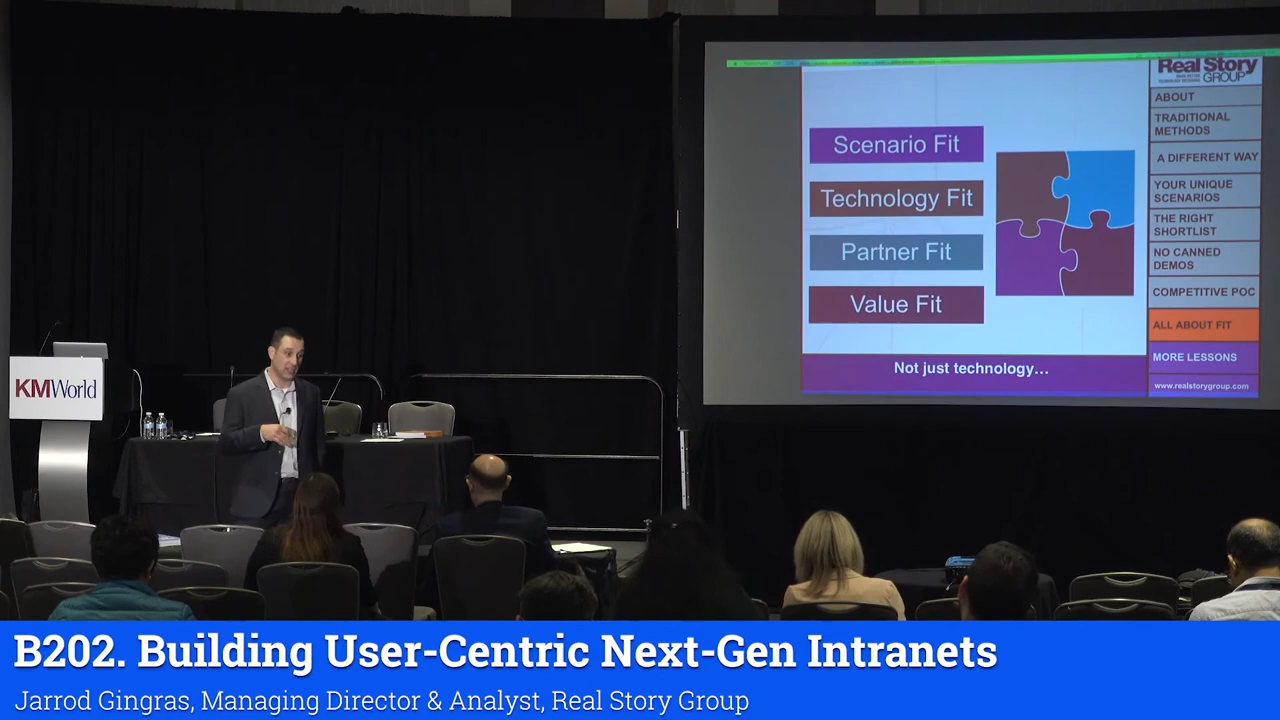 Real Story
GROUP
ABOUT
TRADITIONAL
METHODS
A DIFFERENT WAY
YOUR UNIQUE
SCENARIOS
THE RIGHT
SHORTLIST
NO CANNED
DEMOS
COMPETITIVE POC
ALL ABOUT FIT
MORE LESSONS
www.realstorygroup.com
Scenario Fit
Technology Fit
Partner Fit
Value Fit
Not just technology...
KMWorld
B202. Building User-Centric Next-Gen Intranets
Jarrod Gingras, Managing Director & Analyst, Real Story Group